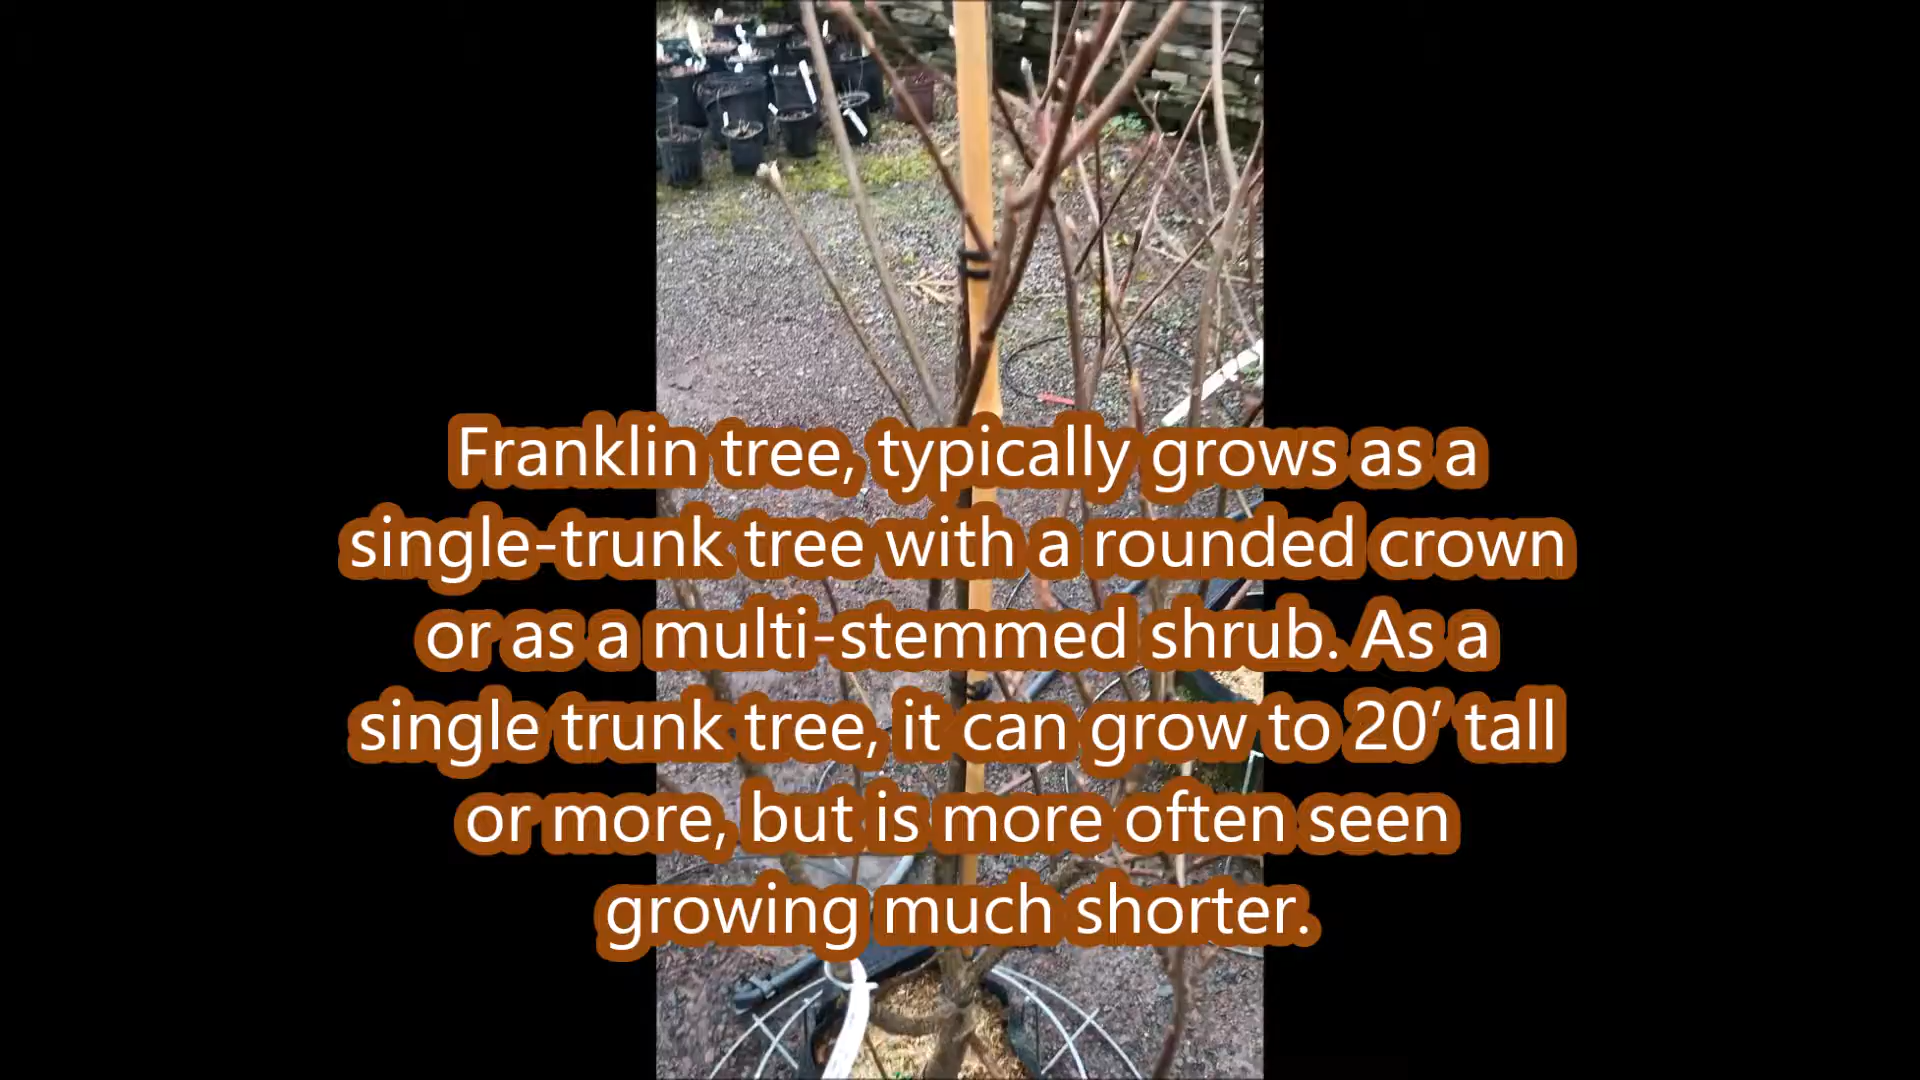 Franklin tree, typically grows as a
single-trunk tree with a rounded crown
or as a multi-stemmed shrub. As a
single trunk tree, it can grow to 20’ tall
or more, but is more often seen
growing much shorter.